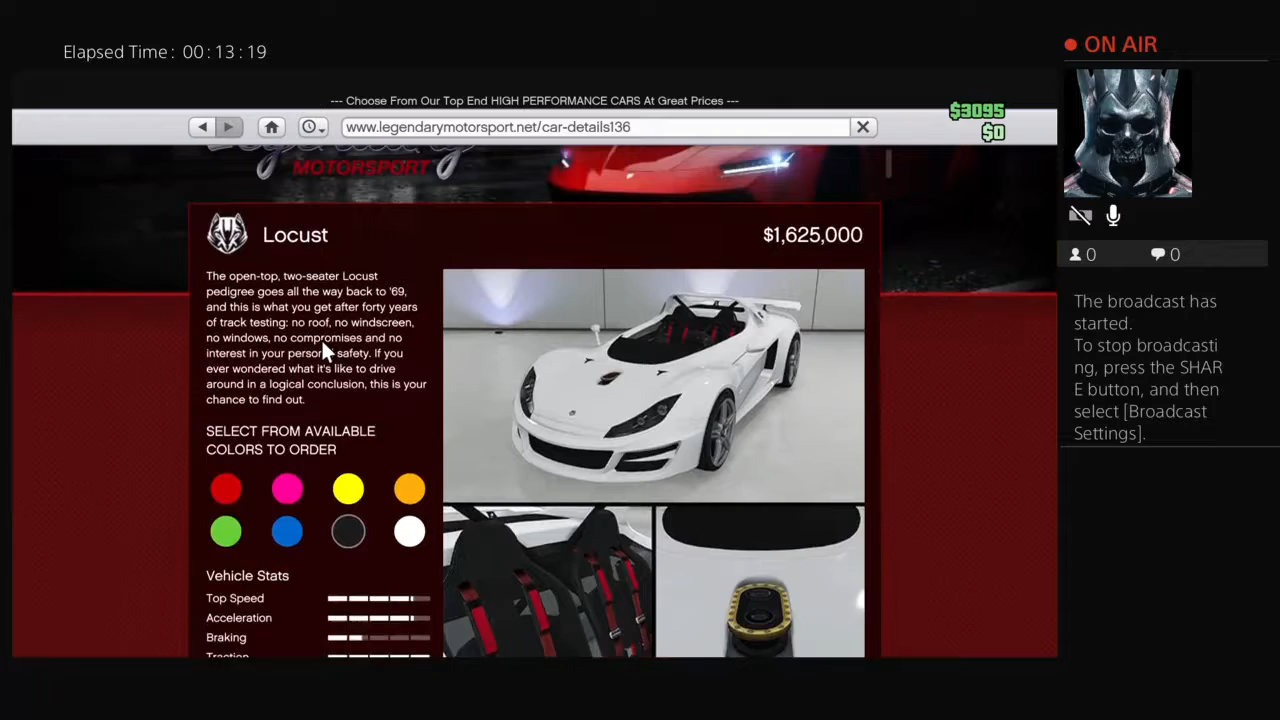 Elapsed Time: 00:13:19
ON AIR
--- Choose From Our Top End HIGH PERFORMANCE CARS At Great Prices ---
$3095
www.legendarymotorsport.net/car-details136
$0
MOTORSPORT
Locust
$1,625,000
0
0
The open-top, two-seater Locust
pedigree goes all the way back to '69,
and this is what you get after forty years
of track testing: no roof, no windscreen,
no windows, no compromises and no
interest in your personal safety. If you
ever wondered what it's like to drive
around in a logical conclusion, this is your
chance to find out.
SELECT FROM AVAILABLE
COLORS TO ORDER
Vehicle Stats
Top Speed
Acceleration
Braking
Traction
The broadcast has
started.
To stop broadcasti
ng, press the SHAR
E button, and then
select [Broadcast
Settings].